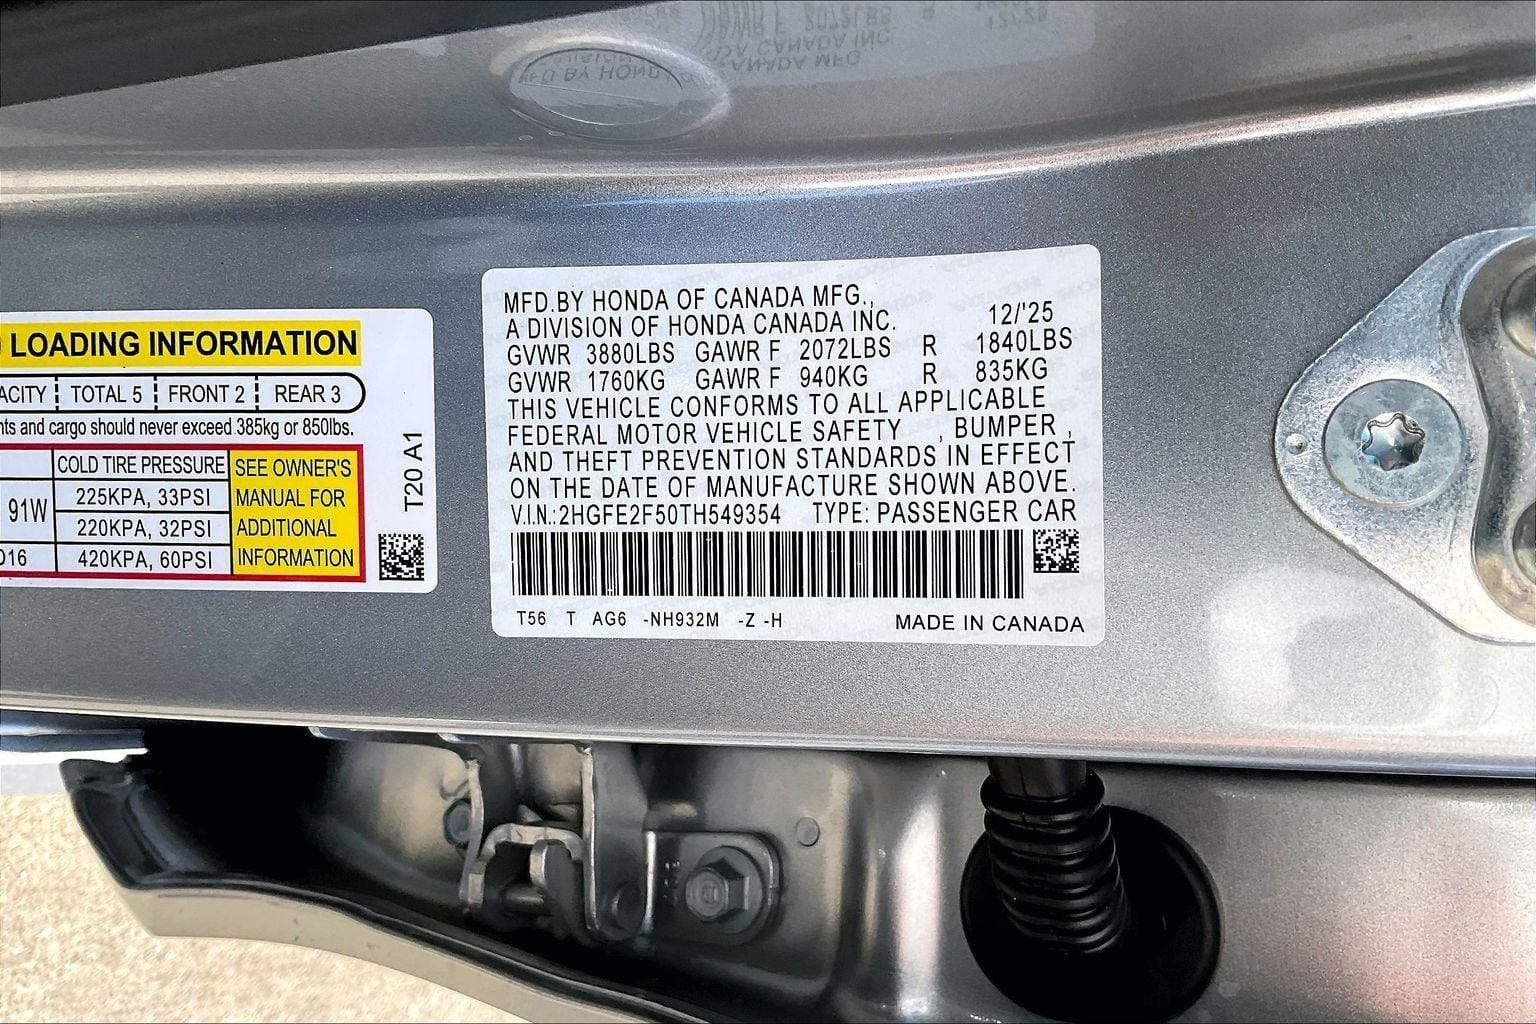 LOADING INFORMATION
ACITY TOTAL 5 FRONT 2 REAR 3
nts and cargo should never exceed 385kg or 850lbs.
COLD TIRE PRESSURE
91W
225KPA, 33PSI
220KPA, 32PSI
D16
420KPA, 60PSI
SEE OWNER'S
MANUAL FOR
ADDITIONAL
INFORMATION
T20 A1
MFD.BY HONDA OF CANADA MFG.,
A DIVISION OF HONDA CANADA INC. 12/'25
GVWR 3880LBS GAWR F 2072LBS R 1840LBS
GVWR 1760KG GAWR F 940KG R 835KG
THIS VEHICLE CONFORMS TO ALL APPLICABLE
FEDERAL MOTOR VEHICLE SAFETY , BUMPER ,
AND THEFT PREVENTION STANDARDS IN EFFECT
ON THE DATE OF MANUFACTURE SHOWN ABOVE.
V.I.N.:2HGFE2F50TH549354 TYPE: PASSENGER CAR
T56 T AG6 -NH932M -Z -H MADE IN CANADA